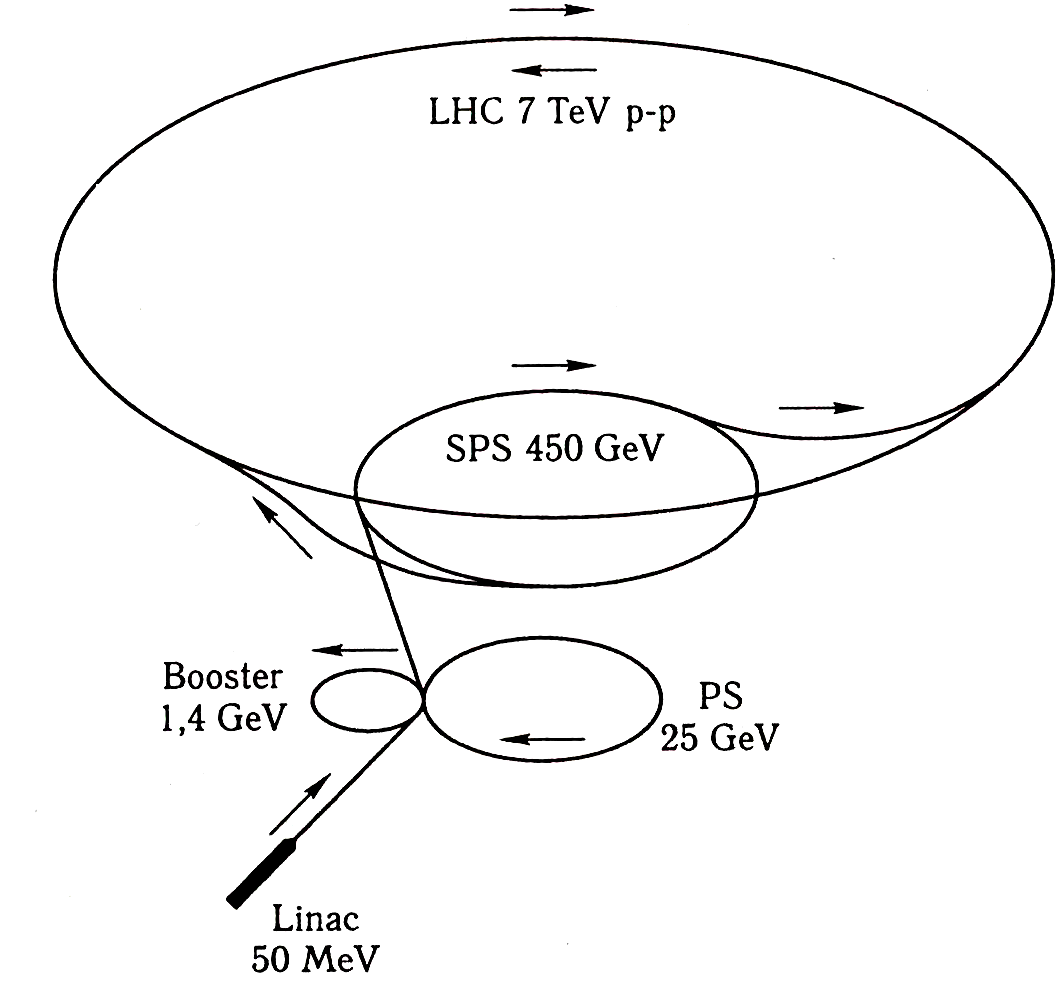 LHC 7 TeV p-p
SPS 450 GeV
Booster
1,4 GeV
PS
25 GeV
Linac
50 MeV